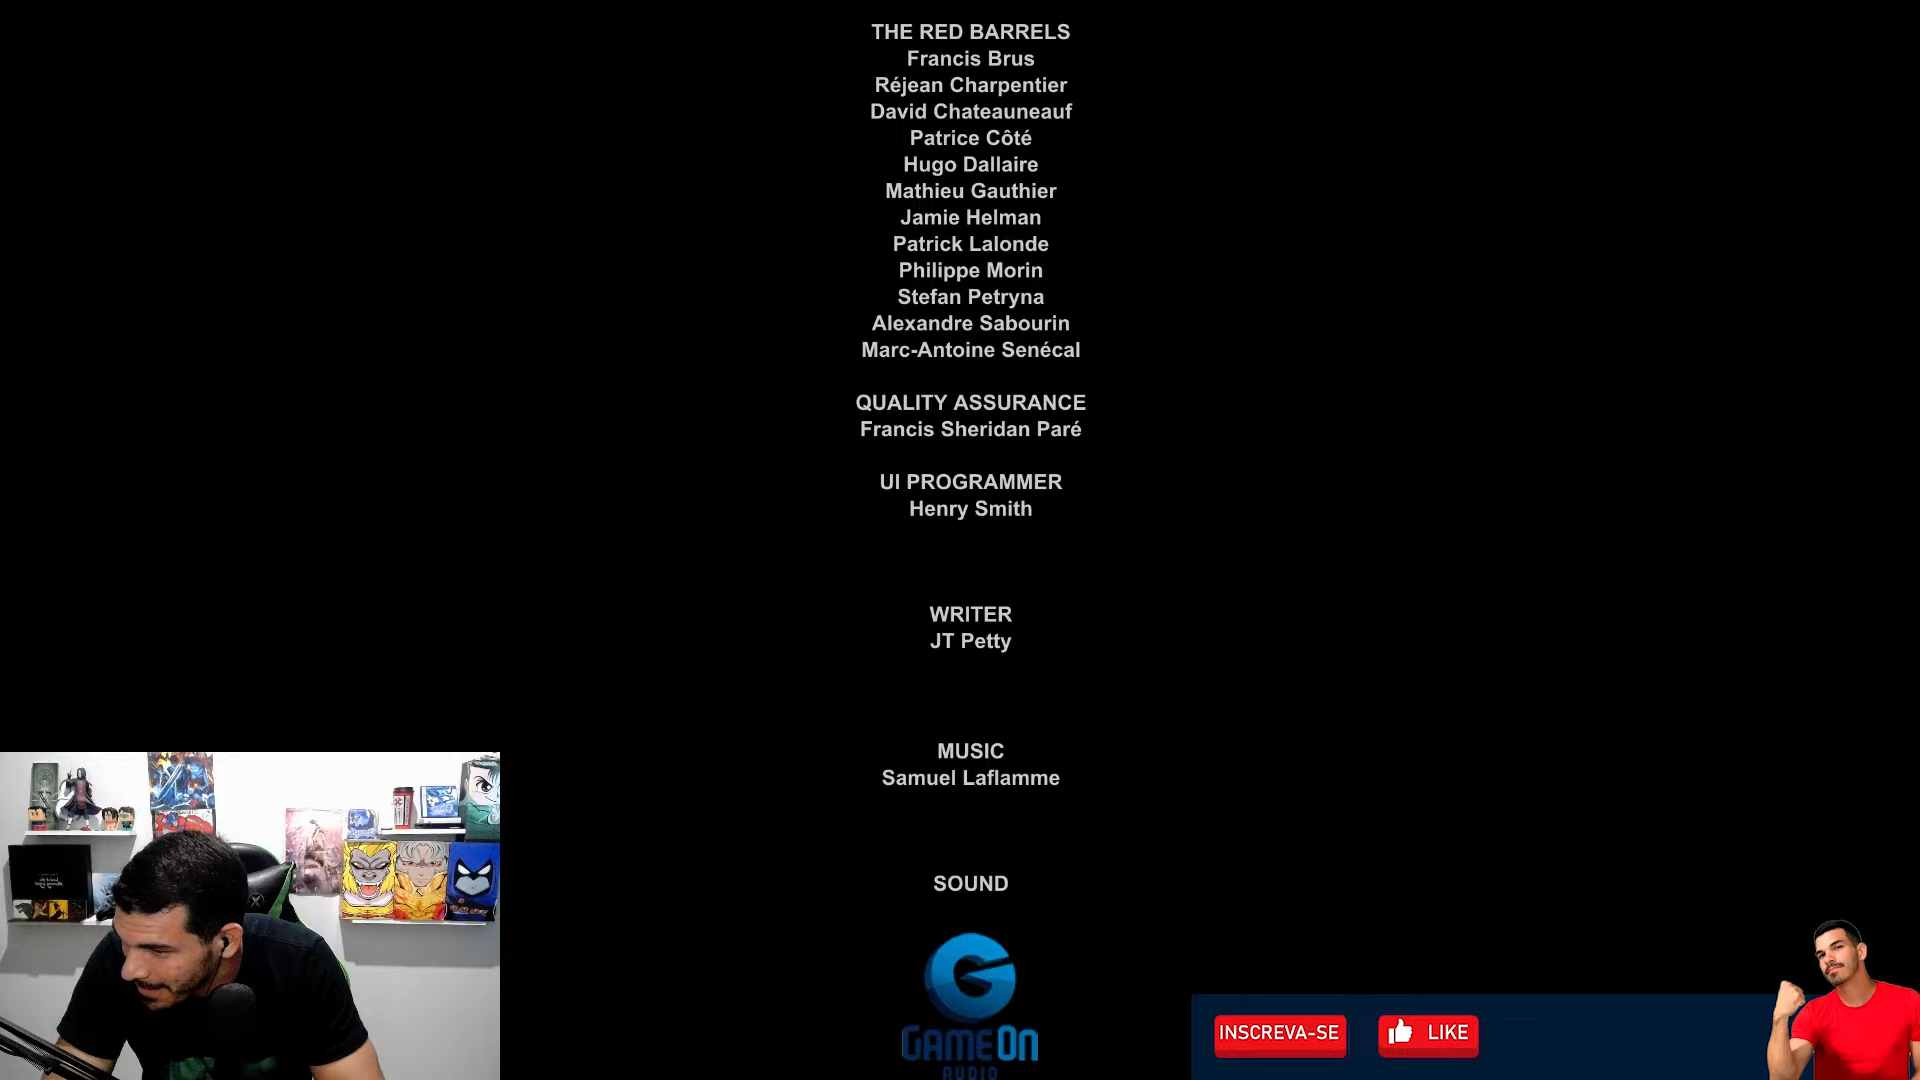 THE RED BARRELS
Francis Brus
Réjean Charpentier
David Chateauneuf
Patrice Côté
Hugo Dallaire
Mathieu Gauthier
Jamie Helman
Patrick Lalonde
Philippe Morin
Stefan Petryna
Alexandre Sabourin
Marc-Antoine Senécal
QUALITY ASSURANCE
Francis Sheridan Paré
UI PROGRAMMER
Henry Smith
WRITER
JT Petty
MUSIC
Samuel Laflamme
SOUND
GAMEON
AUDIO
INSCREVA-SE
LIKE